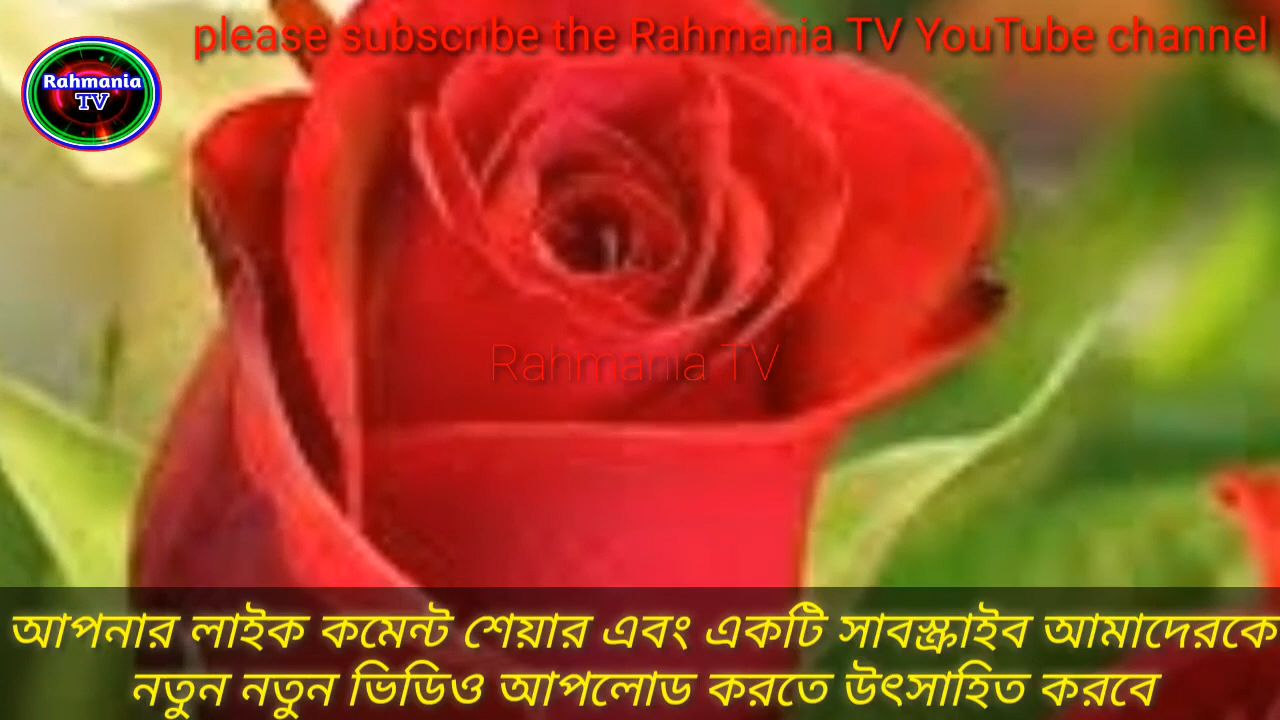 please subscribe the Rahmania TV YouTube channel
Rahmania
TV
Rahmania TV
আপনার লাইক কমেন্ট শেয়ার এবং একটি সাবস্ক্রাইব আমাদেরকে
নতুন নতুন ভিডিও আপলোড করতে উৎসাহিত করবে